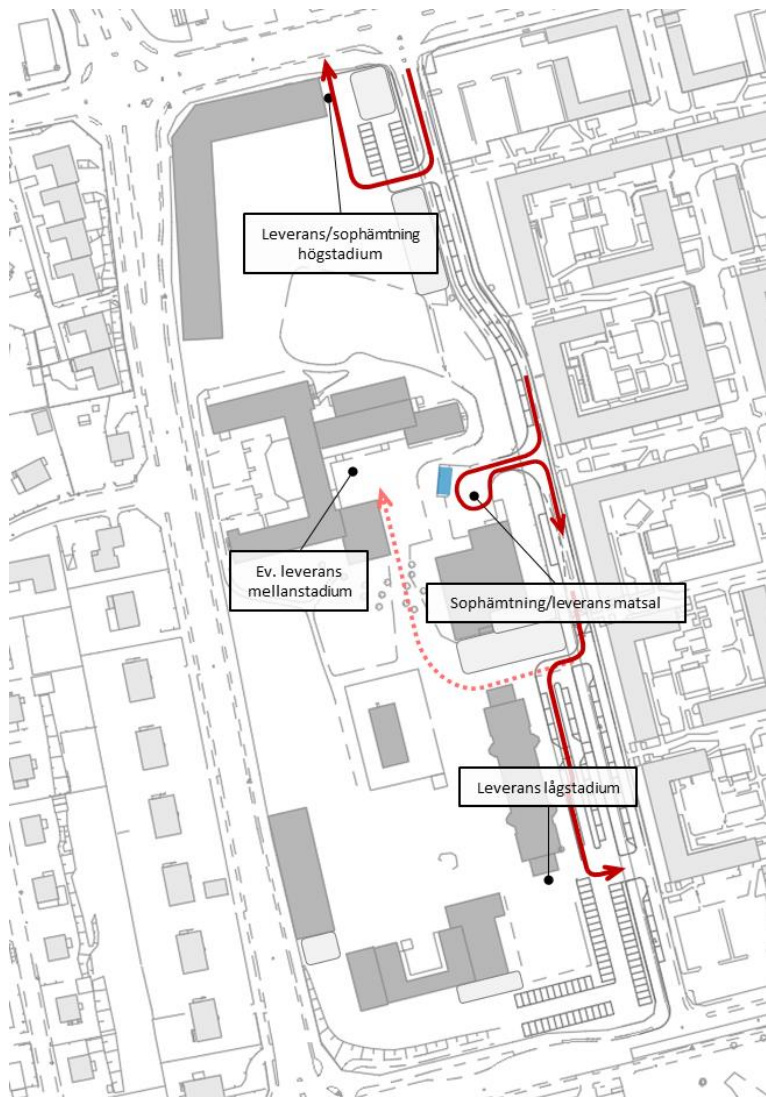 Leverans/sophämtning
högstadium
Ev. leverans
mellanstadium
Sophämtning/leverans matsal
Leverans lågstadium